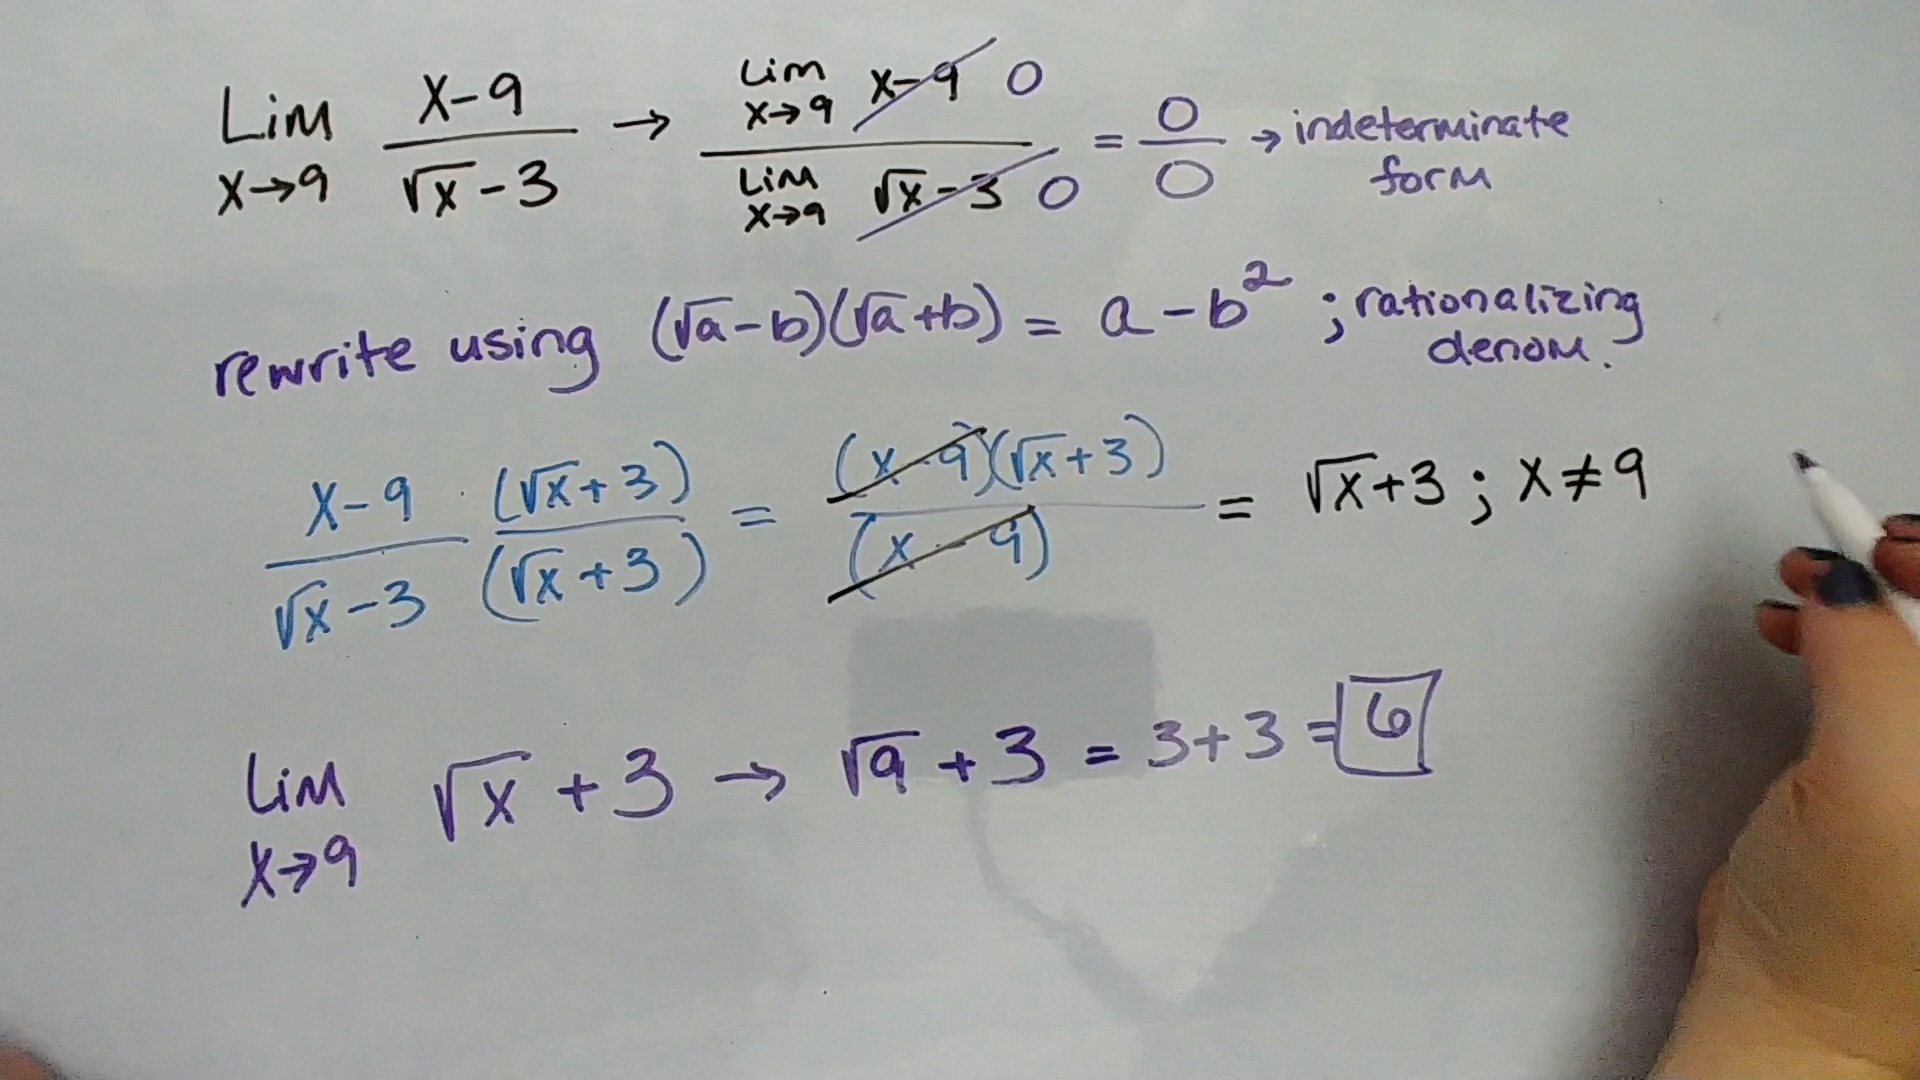 Lim x→9 x-9 / √x-3 → Lim x→9 x-9 0 / Lim x→9 √x-3 0 = 0/0 → indeterminate form
rewrite using (√a-b)(√a+b) = a-b² ; rationalizing denom.
x-9 / √x-3 · (√x+3) / (√x+3) = (x-9)(√x+3) / (x-9) = √x+3 ; x≠9
Lim x→9 √x+3 → √9+3 = 3+3 = 6